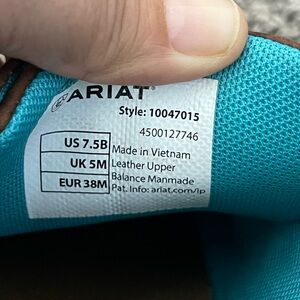 ARIAT
Style: 10047015
4500127746
US 7.5B
UK 5M
EUR 38M
Made in Vietnam
Leather Upper
Balance Manmade
Pat. Info: ariat.com/ip